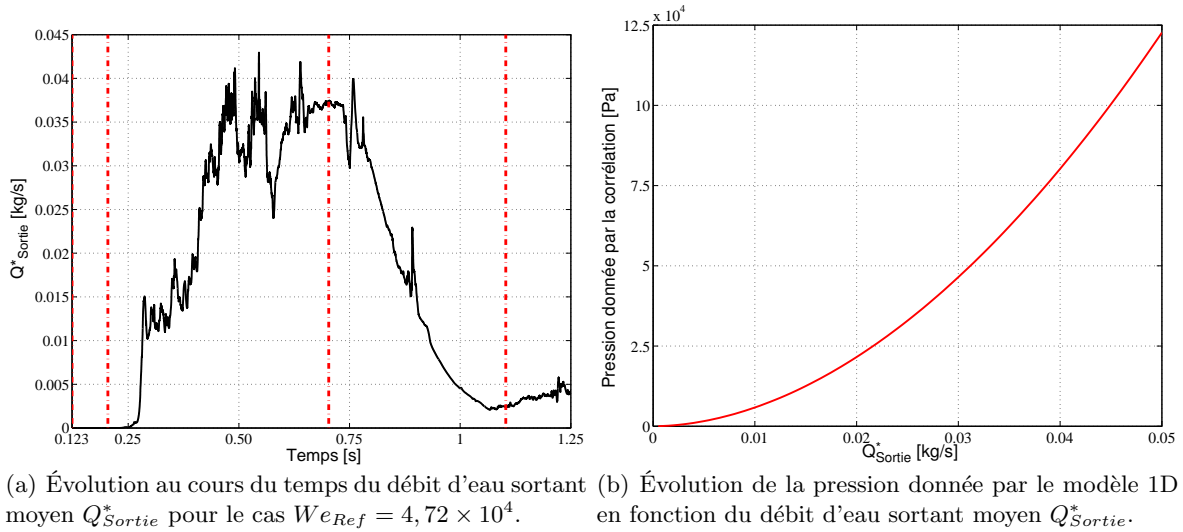 0.045
0.04
0.035
0.03
0.025
0.02
0.015
0.01
0.005
0
Q*Sortie [kg/s]
0.123 0.25 0.50 0.75 1 1.25
Temps [s]
(a) Évolution au cours du temps du débit d'eau sortant
moyen Q*Sortie pour le cas WeRef = 4,72 × 10⁴.
12.5 x 10⁴
10
7.5
5
2.5
0
Pression donnée par la corrélation [Pa]
0 0.01 0.02 0.03 0.04 0.05
Q*Sortie [kg/s]
(b) Évolution de la pression donnée par le modèle 1D
en fonction du débit d'eau sortant moyen Q*Sortie.